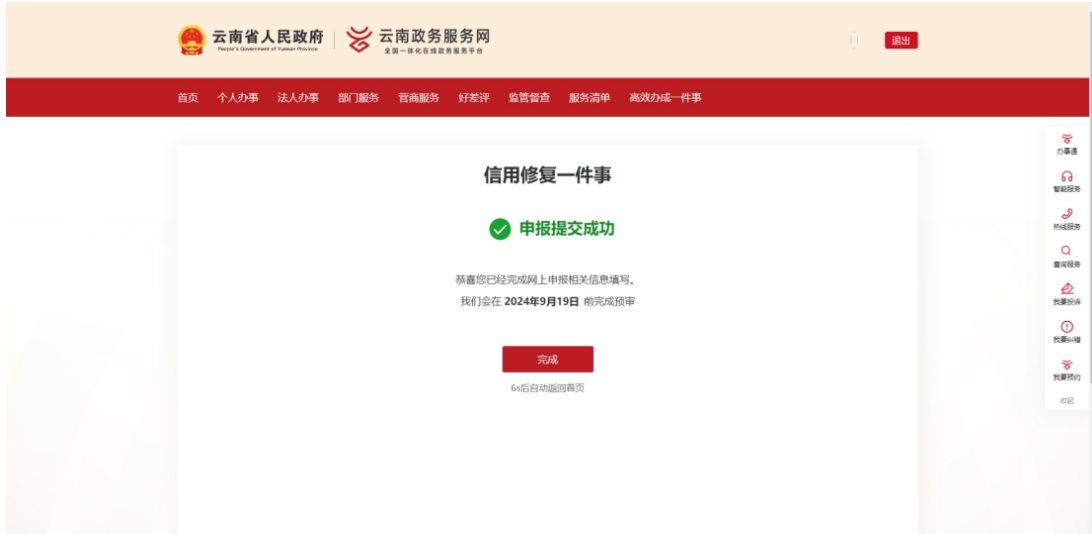 云南省人民政府
People's Government of Yunnan Province
云南政务服务网
全国一体化在线政务服务平台
退出
首页 个人办事 法人办事 部门服务 营商服务 好差评 监管督查 服务清单 高效办成一件事
信用修复一件事
申报提交成功
恭喜您已经完成网上申报相关信息填写。
我们会在 2024年9月19日 前完成预审
完成
6s后自动返回首页
办事通
智能服务
热线服务
查询服务
我要投诉
我要纠错
我要预约
收起